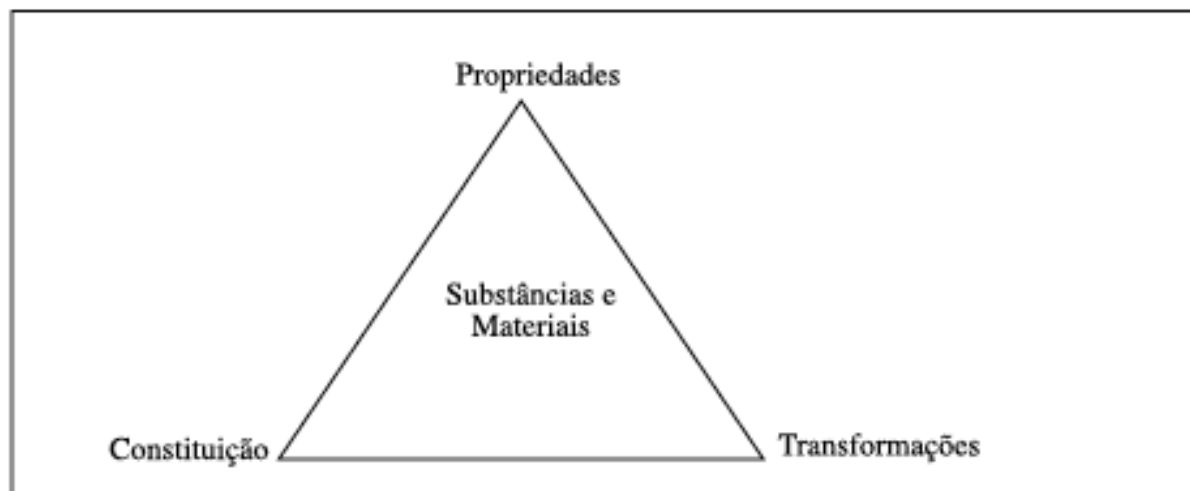 Propriedades
Substâncias e
Materiais
Constituição
Transformações